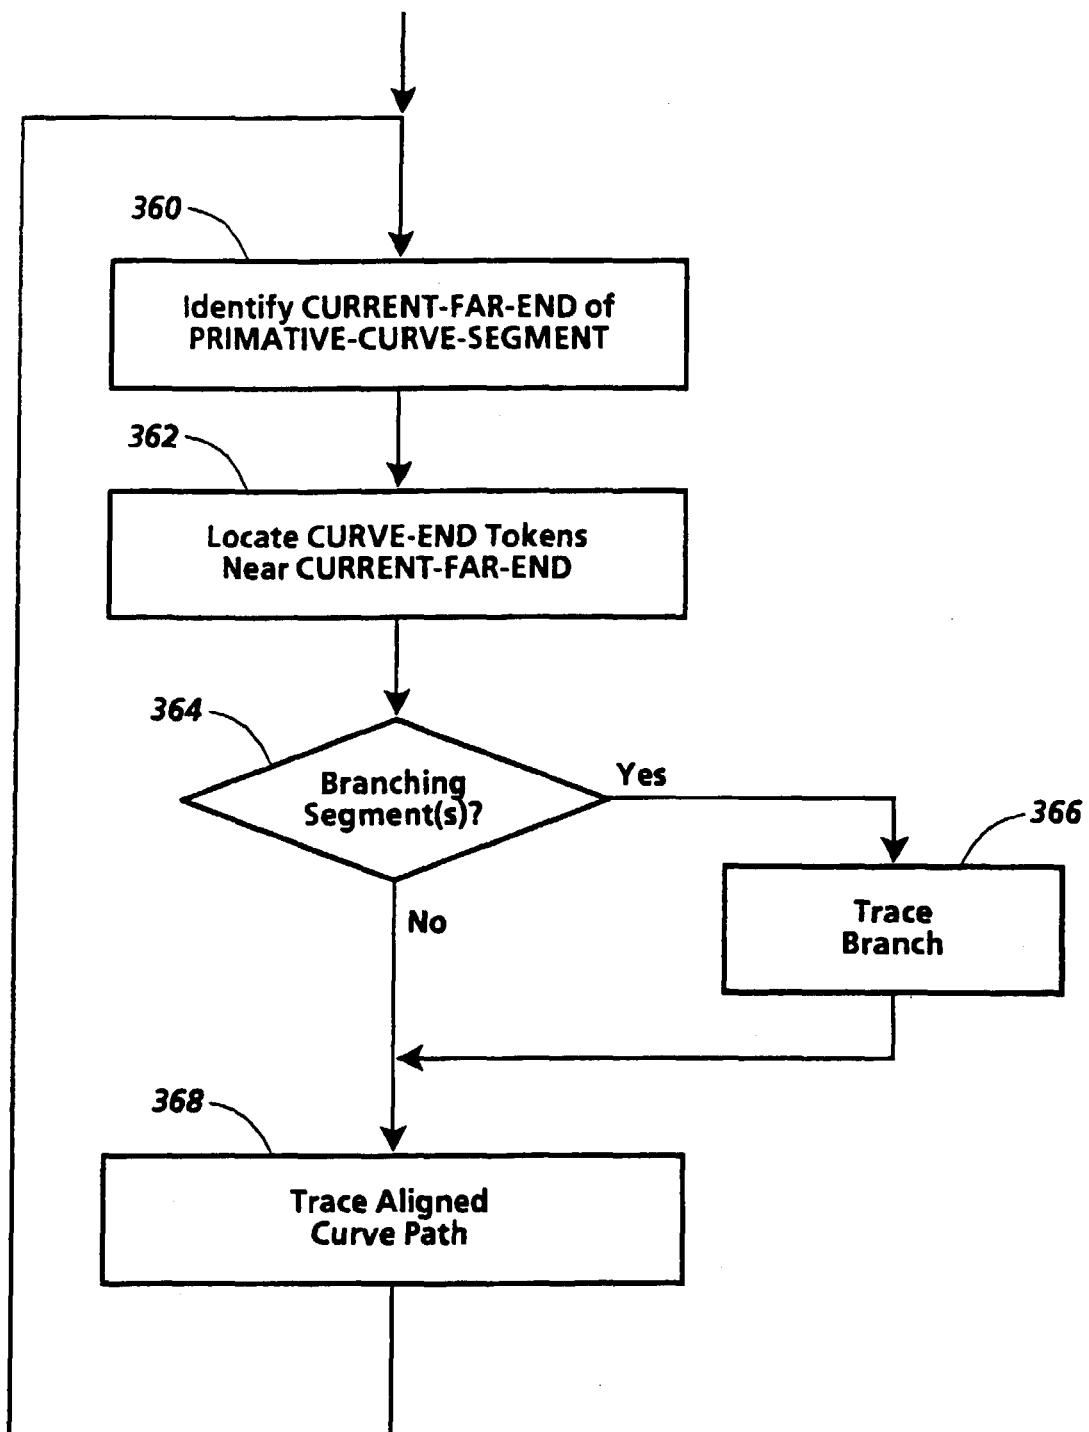 360
Identify CURRENT-FAR-END of
PRIMATIVE-CURVE-SEGMENT
362
Locate CURVE-END Tokens
Near CURRENT-FAR-END
364
Branching
Segment(s)?
Yes
366
Trace
Branch
No
368
Trace Aligned
Curve Path